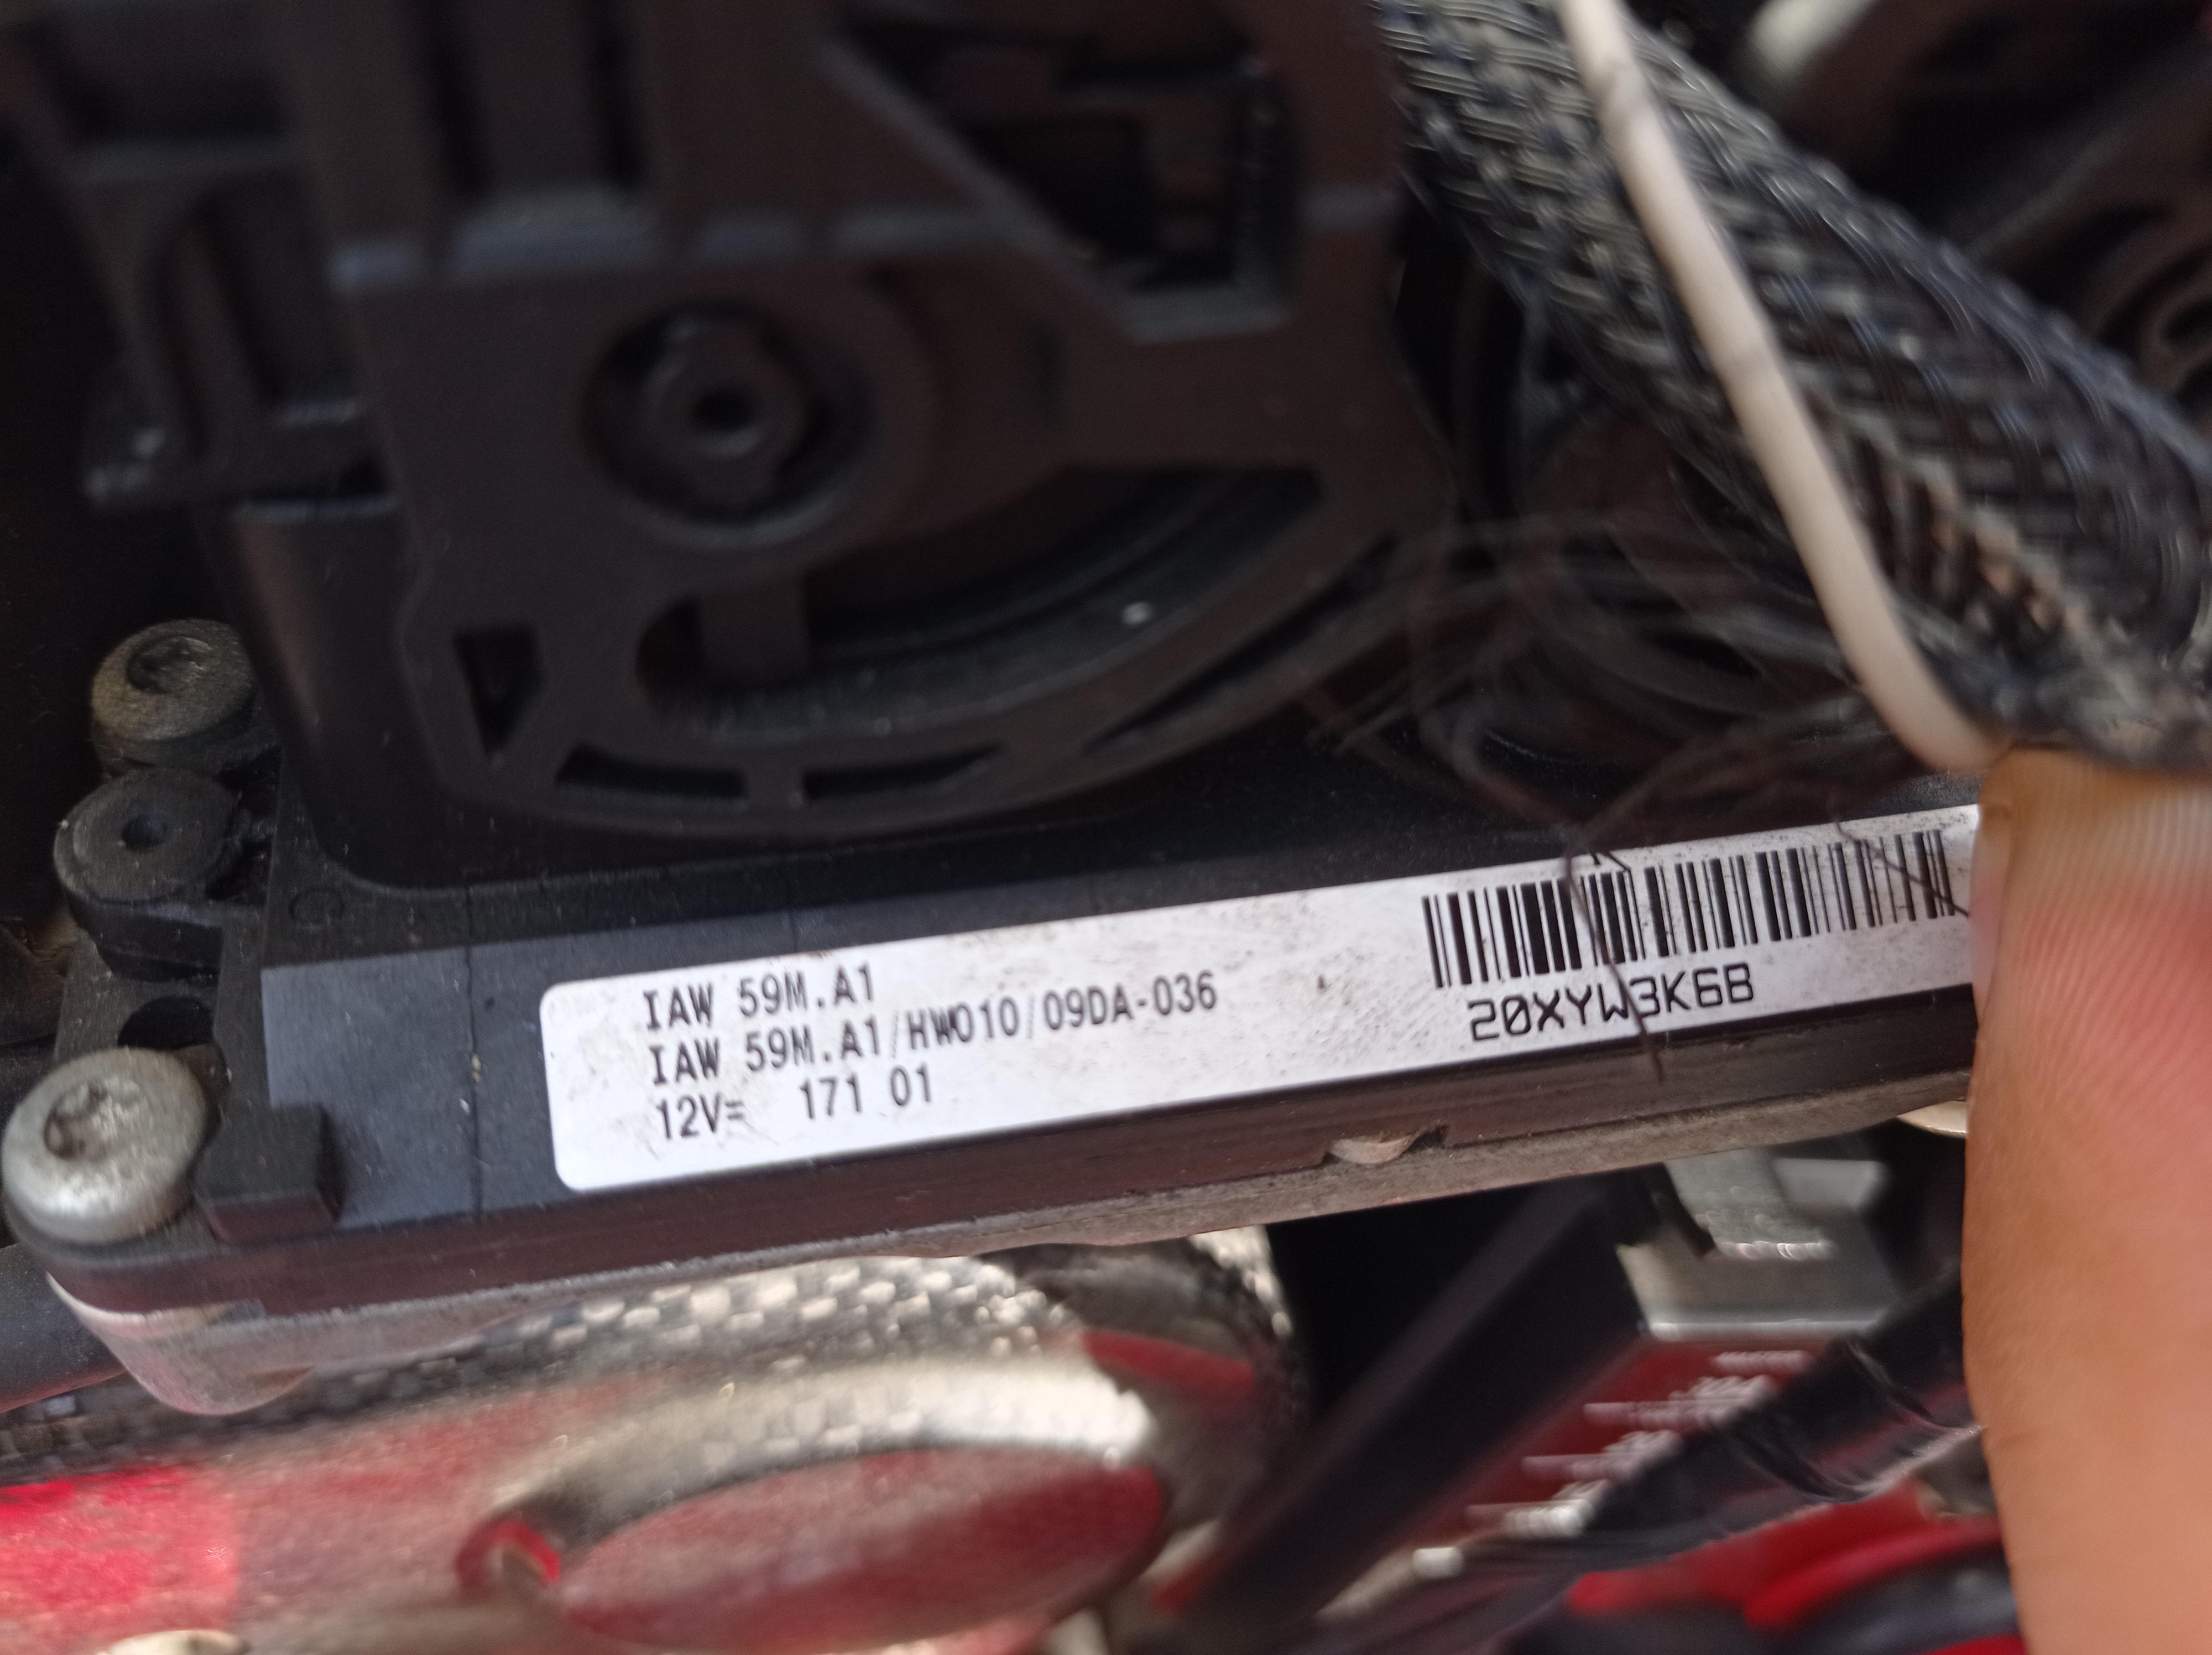 IAW 59M.A1
IAW 59M.A1/HW010/09DA-036
12V= 171 01
20XYW3K6B